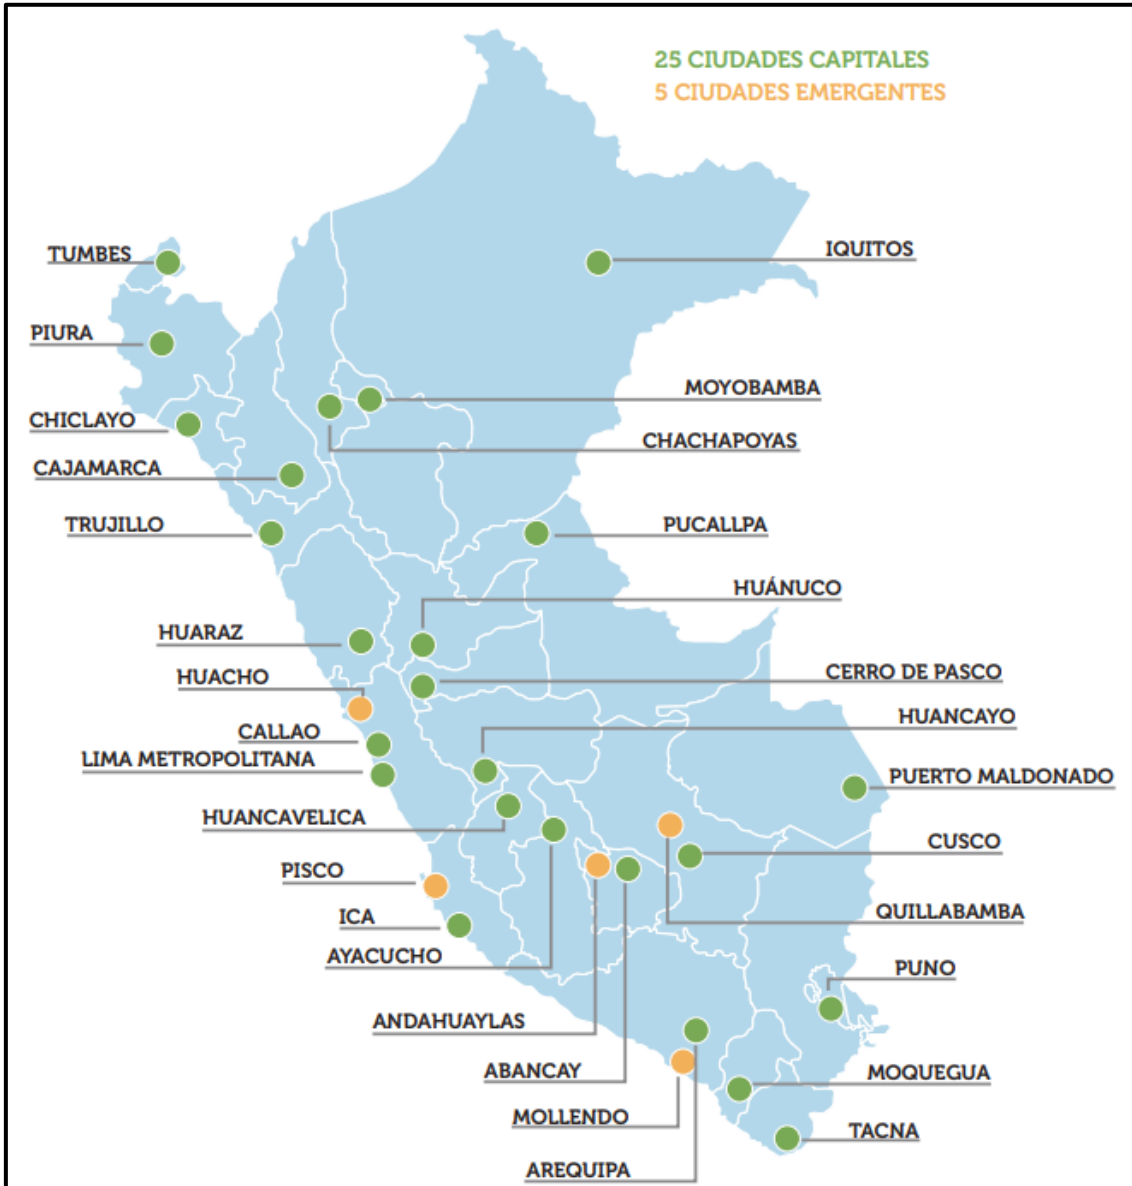 25 CIUDADES CAPITALES
5 CIUDADES EMERGENTES
TUMBES
IQUITOS
PIURA
MOYOBAMBA
CHICLAYO
CHACHAPOYAS
CAJAMARCA
TRUJILLO
PUCALLPA
HUÁNUCO
HUARAZ
CERRO DE PASCO
HUACHO
HUANCAYO
CALLAO
LIMA METROPOLITANA
PUERTO MALDONADO
HUANCAVELICA
CUSCO
PISCO
QUILLABAMBA
ICA
AYACUCHO
PUNO
ANDAHUAYLAS
ABANCAY
MOQUEGUA
MOLLENDO
TACNA
AREQUIPA